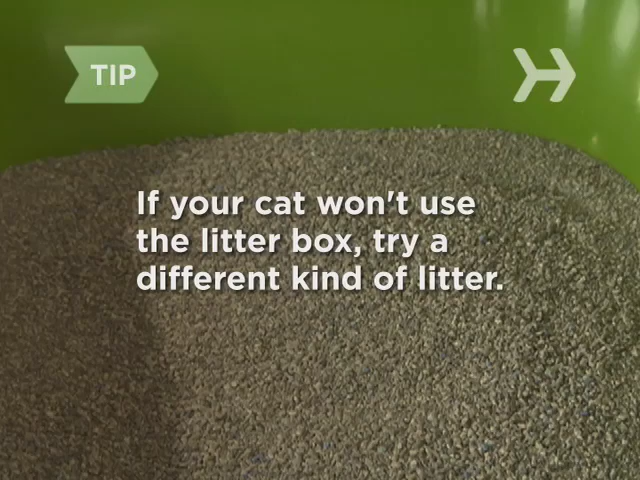 TIP
If your cat won't use
the litter box, try a
different kind of litter.